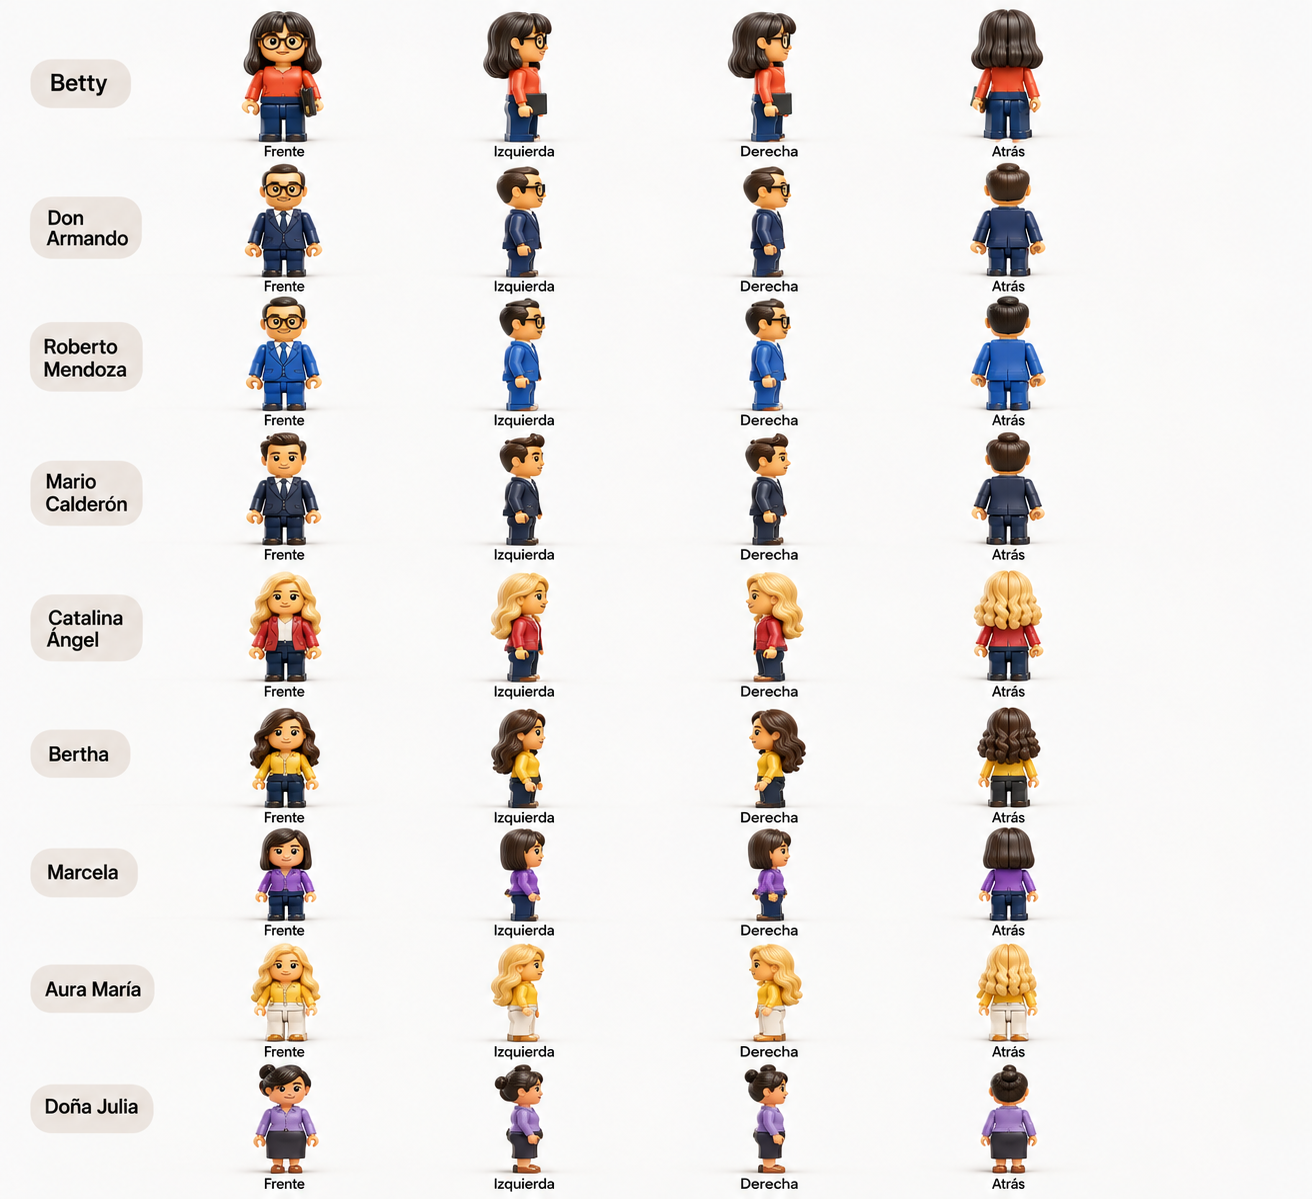 Betty
Frente
Izquierda
Derecha
Atrás
Don
Armando
Frente
Izquierda
Derecha
Atrás
Roberto
Mendoza
Frente
Izquierda
Derecha
Atrás
Mario
Calderón
Frente
Izquierda
Derecha
Atrás
Catalina
Ángel
Frente
Izquierda
Derecha
Atrás
Bertha
Frente
Izquierda
Derecha
Atrás
Marcela
Frente
Izquierda
Derecha
Atrás
Aura María
Frente
Izquierda
Derecha
Atrás
Doña Julia
Frente
Izquierda
Derecha
Atrás